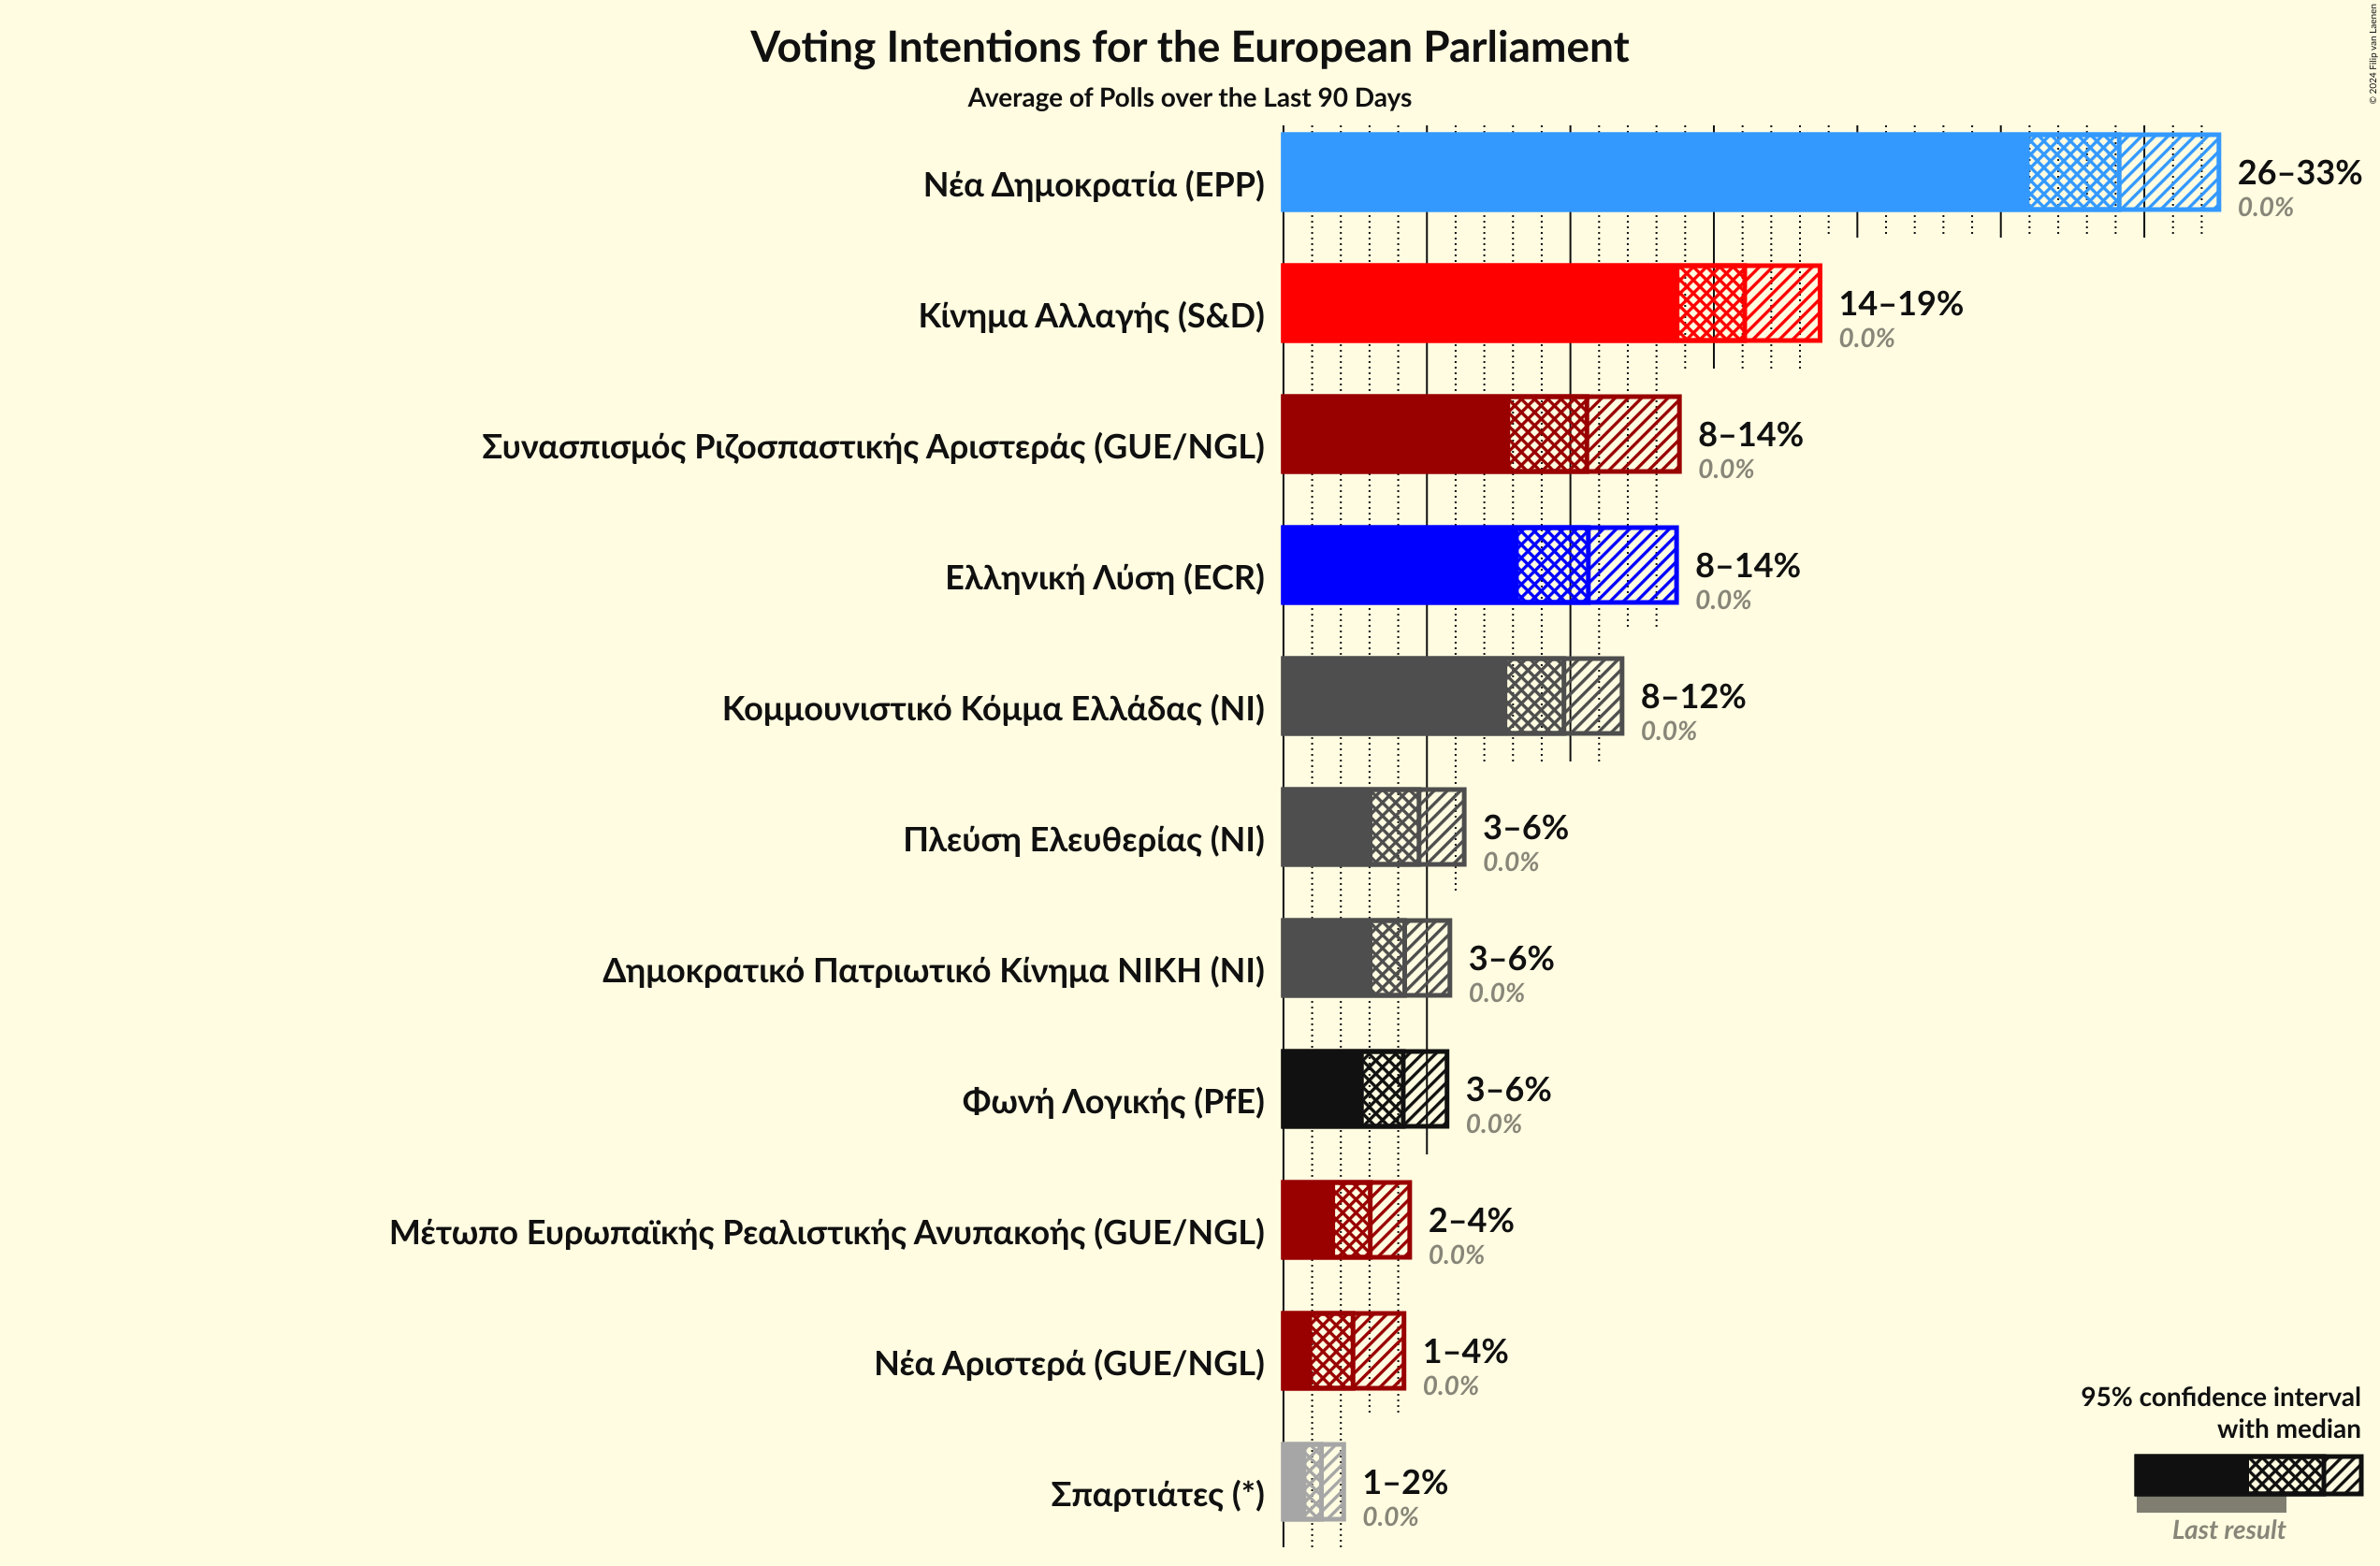 Voting Intentions for the European Parliament
Average of Polls over the Last 90 Days
© 2024 Filip van Laenen
Νέα Δημοκρατία (EPP)
26–33%
0.0%
Κίνημα Αλλαγής (S&D)
14–19%
0.0%
Συνασπισμός Ριζοσπαστικής Αριστεράς (GUE/NGL)
8–14%
0.0%
Ελληνική Λύση (ECR)
8–14%
0.0%
Κομμουνιστικό Κόμμα Ελλάδας (NI)
8–12%
0.0%
Πλεύση Ελευθερίας (NI)
3–6%
0.0%
Δημοκρατικό Πατριωτικό Κίνημα ΝΙΚΗ (NI)
3–6%
0.0%
Φωνή Λογικής (PfE)
3–6%
0.0%
Μέτωπο Ευρωπαϊκής Ρεαλιστικής Ανυπακοής (GUE/NGL)
2–4%
0.0%
Νέα Αριστερά (GUE/NGL)
1–4%
0.0%
Σπαρτιάτες (*)
1–2%
0.0%
95% confidence interval
with median
Last result